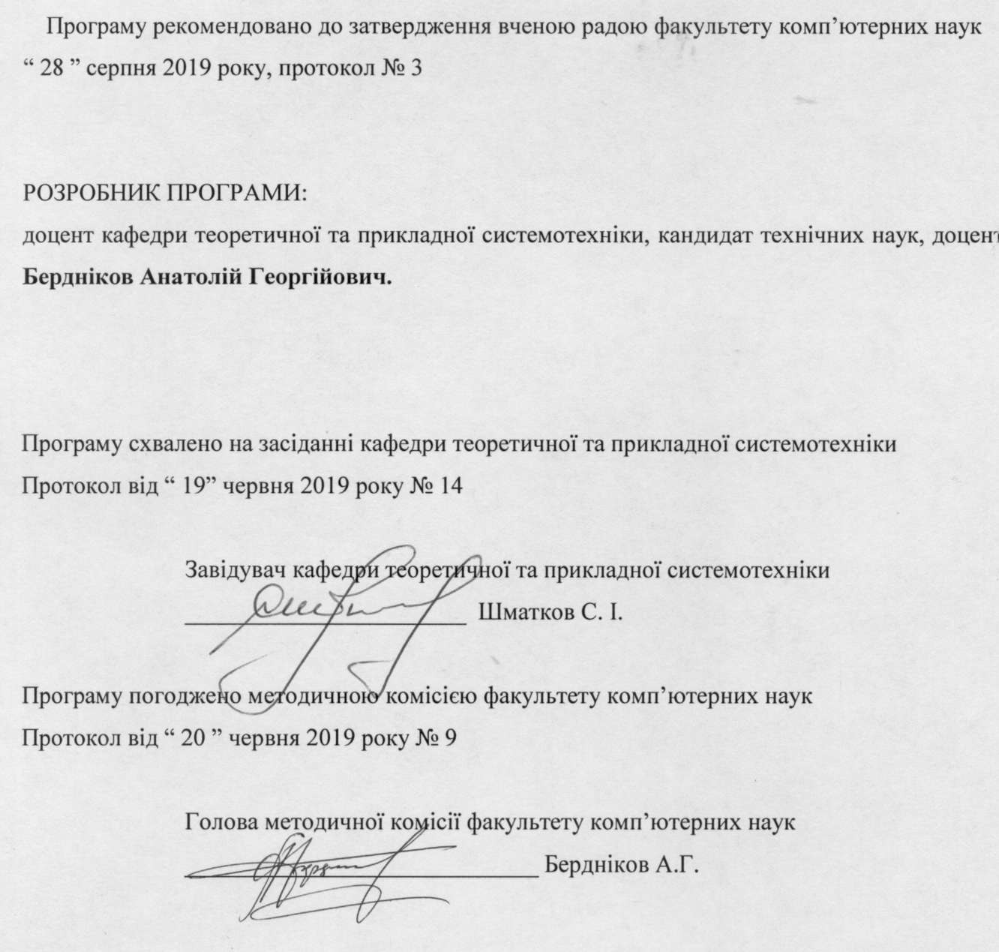 Програму рекомендовано до затвердження вченою радою факультету комп’ютерних наук
“ 28 ” серпня 2019 року, протокол № 3
РОЗРОБНИК ПРОГРАМИ:
доцент кафедри теоретичної та прикладної системотехніки, кандидат технічних наук, доцент
Бердніков Анатолій Георгійович.
Програму схвалено на засіданні кафедри теоретичної та прикладної системотехніки
Протокол від “ 19” червня 2019 року № 14
Завідувач кафедри теоретичної та прикладної системотехніки
Шматков С. І.
Програму погоджено методичною комісією факультету комп’ютерних наук
Протокол від “ 20 ” червня 2019 року № 9
Голова методичної комісії факультету комп’ютерних наук
Бердніков А.Г.